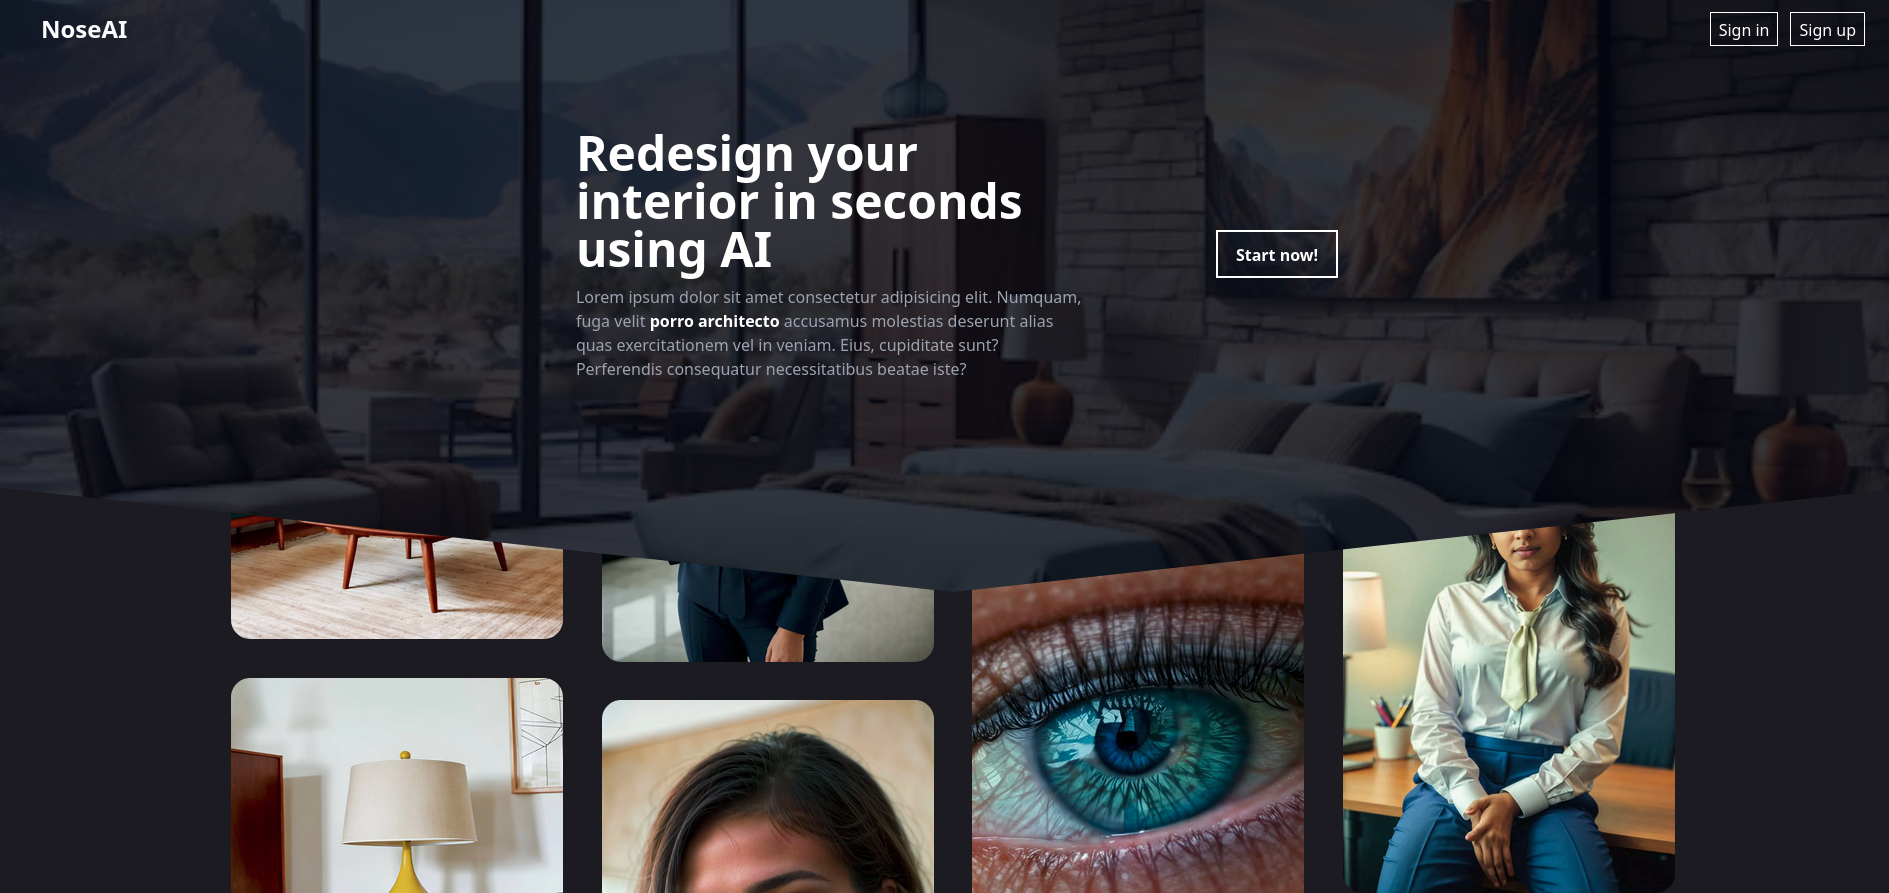 NoseAI
Sign in
Sign up
Redesign your
interior in seconds
using AI
Lorem ipsum dolor sit amet consectetur adipisicing elit. Numquam,
fuga velit porro architecto accusamus molestias deserunt alias
quas exercitationem vel in veniam. Eius, cupiditate sunt?
Perferendis consequatur necessitatibus beatae iste?
Start now!